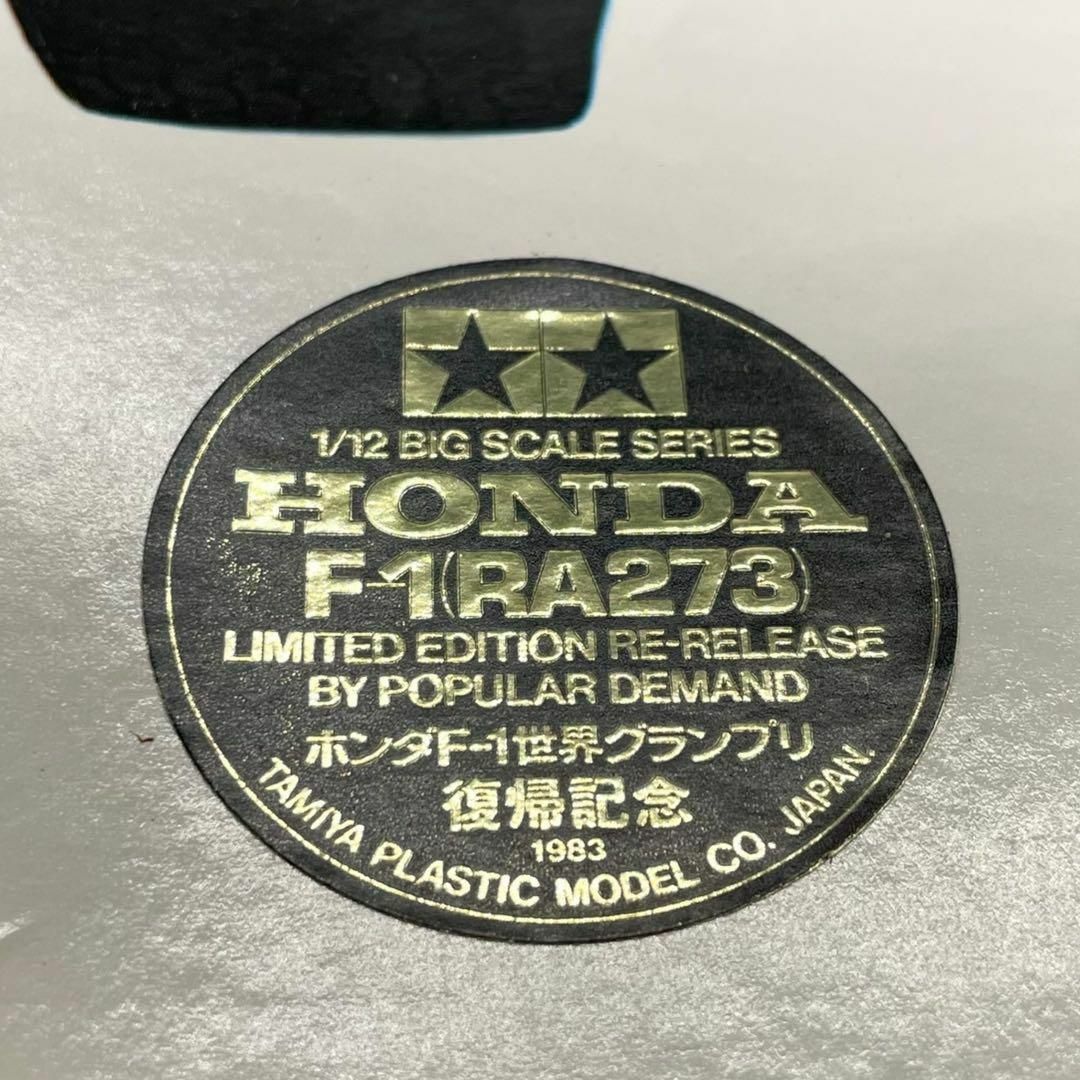 1/12 BIG SCALE SERIES
HONDA
F-1(RA273)
LIMITED EDITION RE-RELEASE
BY POPULAR DEMAND
ホンダF-1世界グランプリ
復帰記念
1983
TAMIYA PLASTIC MODEL CO. JAPAN.